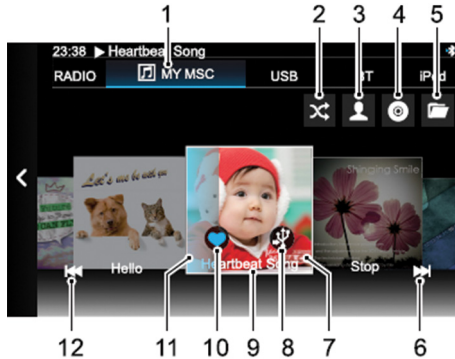 1 2 3 4 5
23:38 Heartbeat Song
RADIO MY MSC USB BT iPod
Let's me be with you
Shinging Smile
Hello Heartbeat Song Stop
12 11 10 9 8 7 6